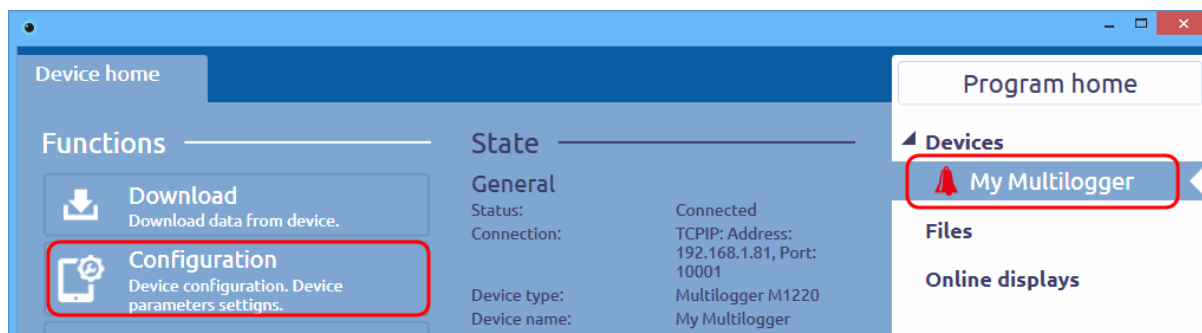 Device home
Program home
Functions
State
Devices
General
My Multilogger
Download
Download data from device.
Status: Connected
Files
Connection: TCPIP: Address:
192.168.1.81, Port:
10001
Configuration
Device configuration. Device
parameters settigns.
Online displays
Device type: Multilogger M1220
Device name: My Multilogger